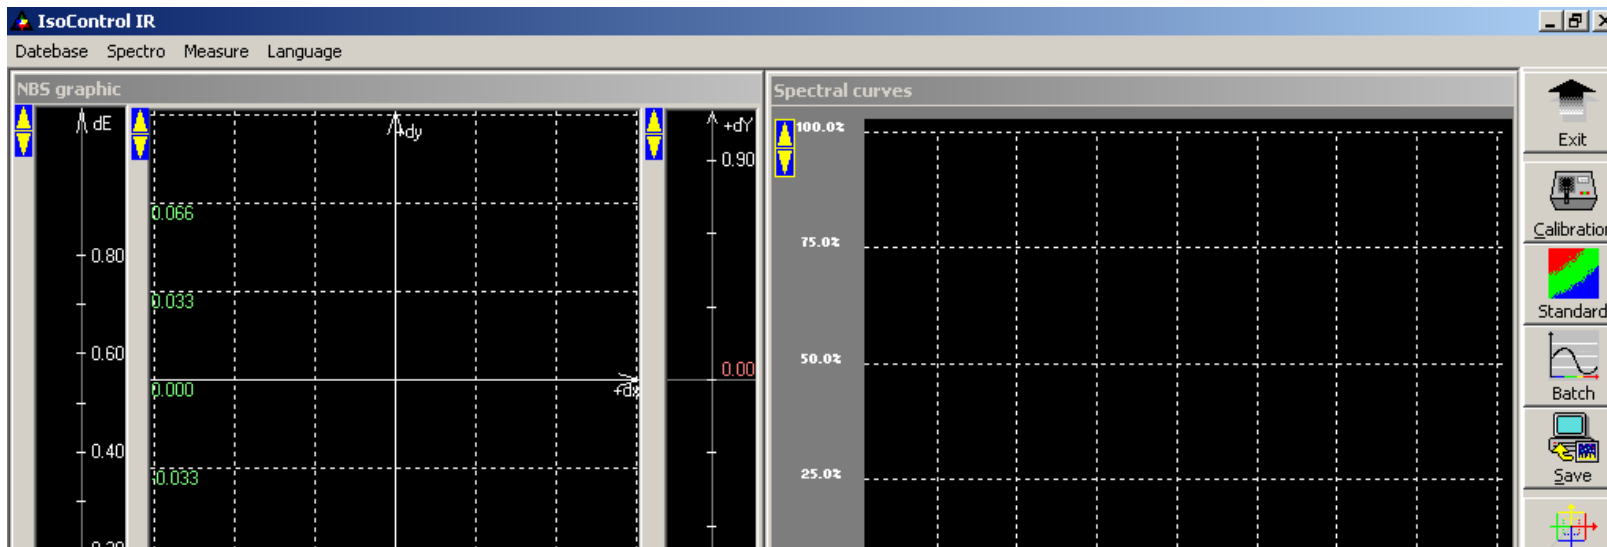 IsoControl IR
Datebase Spectro Measure Language
NBS graphic
dE
0.80
0.60
0.40
+dy
0.066
0.033
0.000
+dx
0.033
+dY
0.90
0.00
Spectral curves
100.0%
75.0%
50.0%
25.0%
Exit
Calibration
Standard
Batch
Save